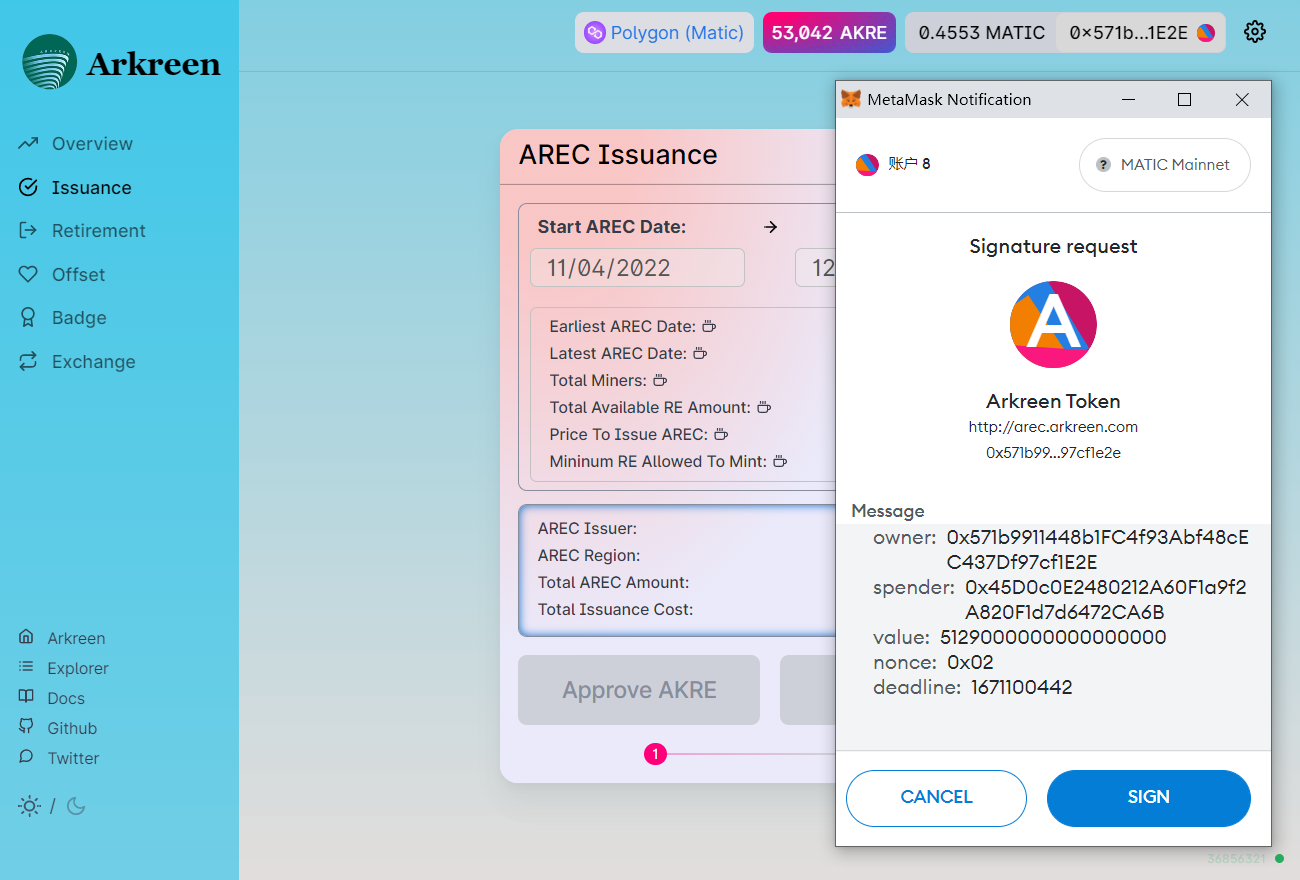 Arkreen
Overview
Issuance
Retirement
Offset
Badge
Exchange
Arkreen
Explorer
Docs
Github
Twitter
/
Polygon (Matic)
53,042 AKRE
0.4553 MATIC
0×571b...1E2E
AREC Issuance
Start AREC Date:
11/04/2022
12
Earliest AREC Date:
Latest AREC Date:
Total Miners:
Total Available RE Amount:
Price To Issue AREC:
Mininum RE Allowed To Mint:
AREC Issuer:
AREC Region:
Total AREC Amount:
Total Issuance Cost:
Approve AKRE
1
MetaMask Notification
账户 8
? MATIC Mainnet
Signature request
A
Arkreen Token
http://arec.arkreen.com
0x571b99...97cf1e2e
Message
owner: 0x571b9911448b1FC4f93Abf48cE
C437Df97cf1E2E
spender: 0x45D0c0E2480212A60F1a9f2
A820F1d7d6472CA6B
value: 5129000000000000000
nonce: 0x02
deadline: 1671100442
CANCEL
SIGN
36856321